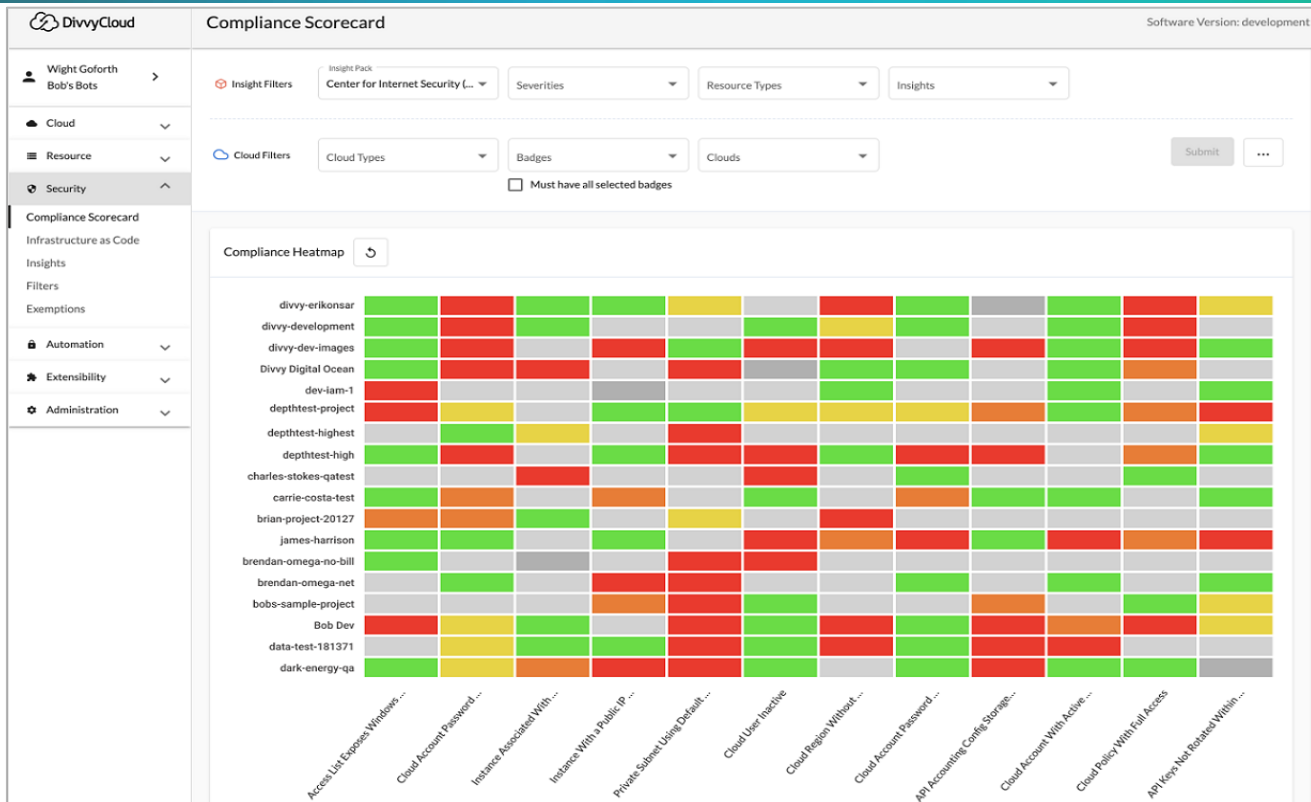 DivvyCloud
Compliance Scorecard
Software Version: development
Wight Goforth
Bob's Bots
Cloud
Resource
Security
Compliance Scorecard
Infrastructure as Code
Insights
Filters
Exemptions
Automation
Extensibility
Administration
Insight Filters
Insight Pack
Center for Internet Security (...
Severities
Resource Types
Insights
Cloud Filters
Cloud Types
Badges
Clouds
Must have all selected badges
Submit
...
Compliance Heatmap
divvy-erikonsar
divvy-development
divvy-dev-images
Divvy Digital Ocean
dev-iam-1
depthtest-project
depthtest-highest
depthtest-high
charles-stokes-qatest
carrie-costa-test
brian-project-20127
james-harrison
brendan-omega-no-bill
brendan-omega-net
bobs-sample-project
Bob Dev
data-test-181371
dark-energy-qa
Access List Exposes Windows ...
Cloud Account Password ...
Instance Associated With ...
Instance With a Public IP ...
Private Subnet Using Default ...
Cloud User Inactive
Cloud Region Without ...
Cloud Account Password ...
API Accounting Config Storage...
Cloud Account With Active ...
Cloud Policy With Full Access
API Keys Not Rotated Within...